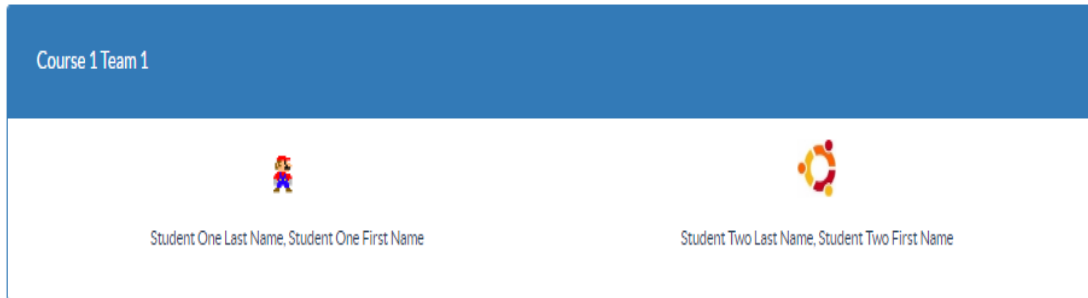 Course 1 Team 1
Student One Last Name, Student One First Name
Student Two Last Name, Student Two First Name